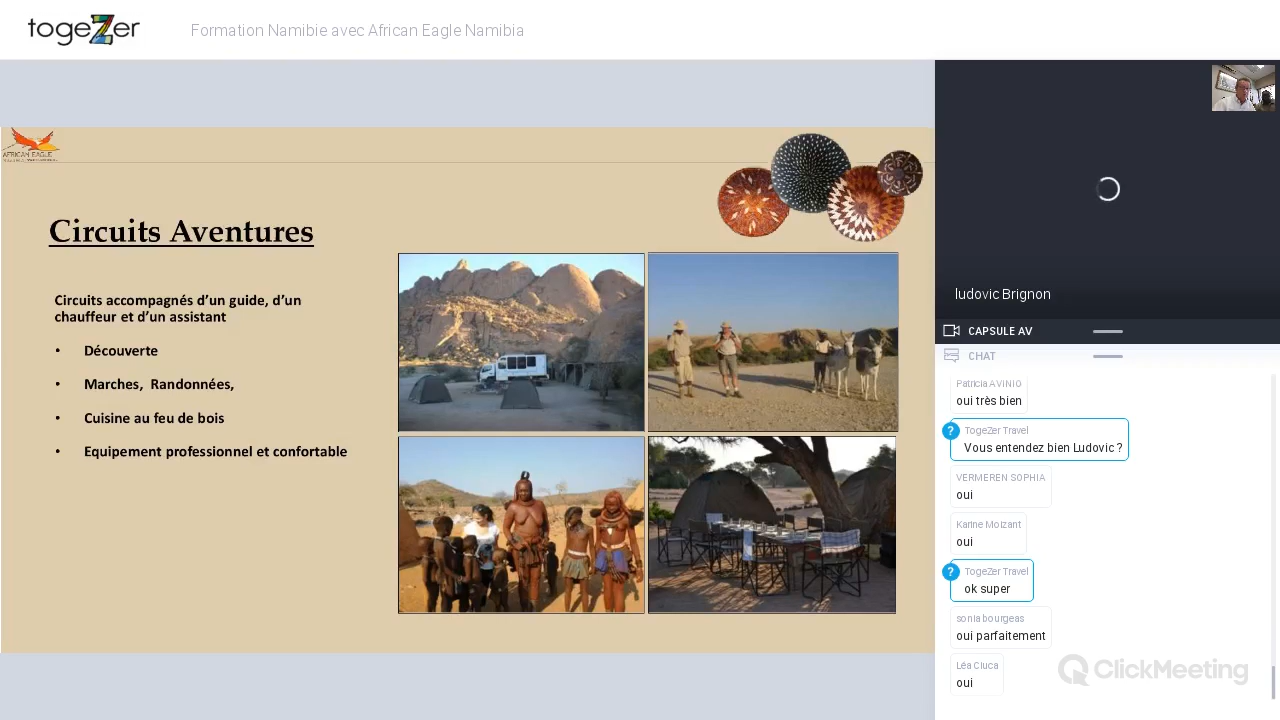 togeZer
Formation Namibie avec African Eagle Namibia
AFRICAN EAGLE
Circuits Aventures
Circuits accompagnés d’un guide, d’un
chauffeur et d’un assistant
• Découverte
• Marches, Randonnées,
• Cuisine au feu de bois
• Equipement professionnel et confortable
ludovic Brignon
CAPSULE AV
CHAT
Patricia AVINIO
oui très bien
?
TogeZer Travel
Vous entendez bien Ludovic ?
VERMEREN SOPHIA
oui
Karine Moizant
oui
?
TogeZer Travel
ok super
sonia bourgeas
oui parfaitement
Léa Ciuca
oui
ClickMeeting